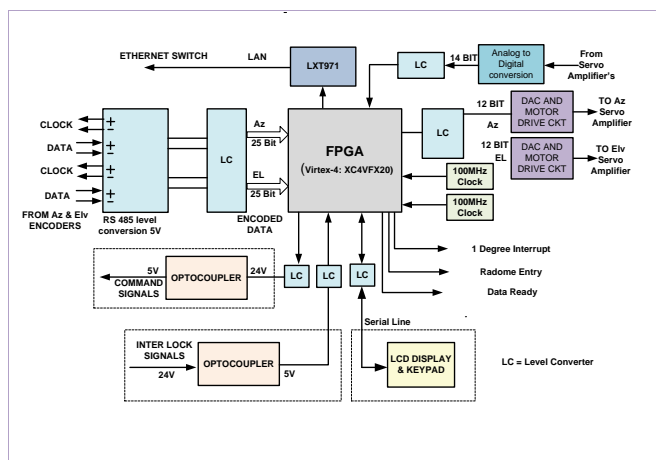 ETHERNET SWITCH
LAN
LXT971
LC
14 BIT
Analog to
Digital
conversion
From
Servo
Amplifier's
CLOCK
+
−
DATA
+
−
CLOCK
+
−
DATA
+
−
FROM Az & Elv
ENCODERS
RS 485 level
conversion 5V
LC
Az
25 Bit
EL
25 Bit
ENCODED
DATA
FPGA
(Virtex-4: XC4VFX20)
LC
12 BIT
Az
DAC AND
MOTOR
DRIVE CKT
TO Az
Servo
Amplifier
12 BIT
EL
DAC AND
MOTOR
DRIVE CKT
TO Elv
Servo
Amplifier
100MHz
Clock
100MHz
Clock
1 Degree Interrupt
Radome Entry
Data Ready
5V
COMMAND
SIGNALS
OPTOCOUPLER
24V
LC
LC
LC
Serial Line
INTER LOCK
SIGNALS
24V
OPTOCOUPLER
5V
LCD DISPLAY
& KEYPAD
LC = Level Converter